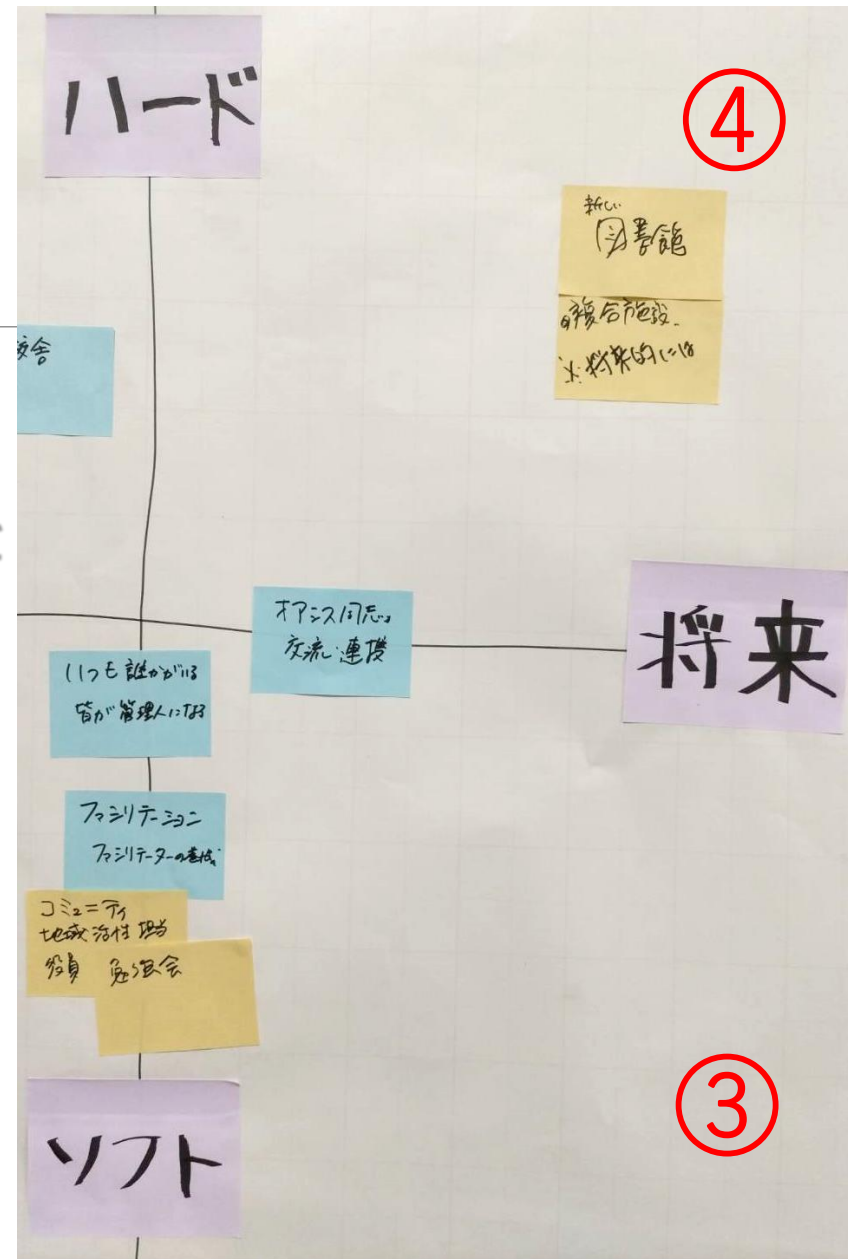 ハード
④
新しい
図書館
複合施設
※将来的には
校舎
オアシス同志の
交流・連携
将来
いつも誰かがいる
皆が管理人になる
ファシリテーション
ファシリテーターの養成
コミュニティ
地域活性担当
役員 勉強会
③
ソフト